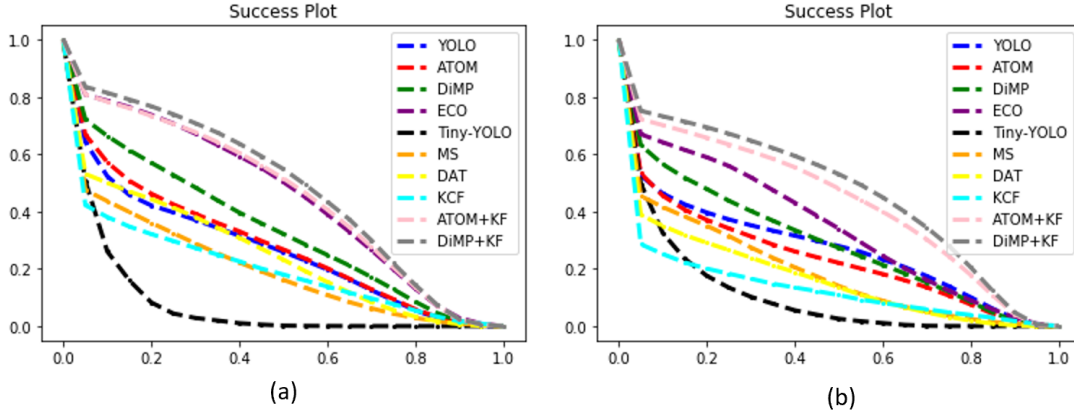 Success Plot
1.0
0.8
0.6
0.4
0.2
0.0
0.0 0.2 0.4 0.6 0.8 1.0
YOLO
ATOM
DiMP
ECO
Tiny-YOLO
MS
DAT
KCF
ATOM+KF
DiMP+KF
(a)
Success Plot
1.0
0.8
0.6
0.4
0.2
0.0
0.0 0.2 0.4 0.6 0.8 1.0
YOLO
ATOM
DiMP
ECO
Tiny-YOLO
MS
DAT
KCF
ATOM+KF
DiMP+KF
(b)